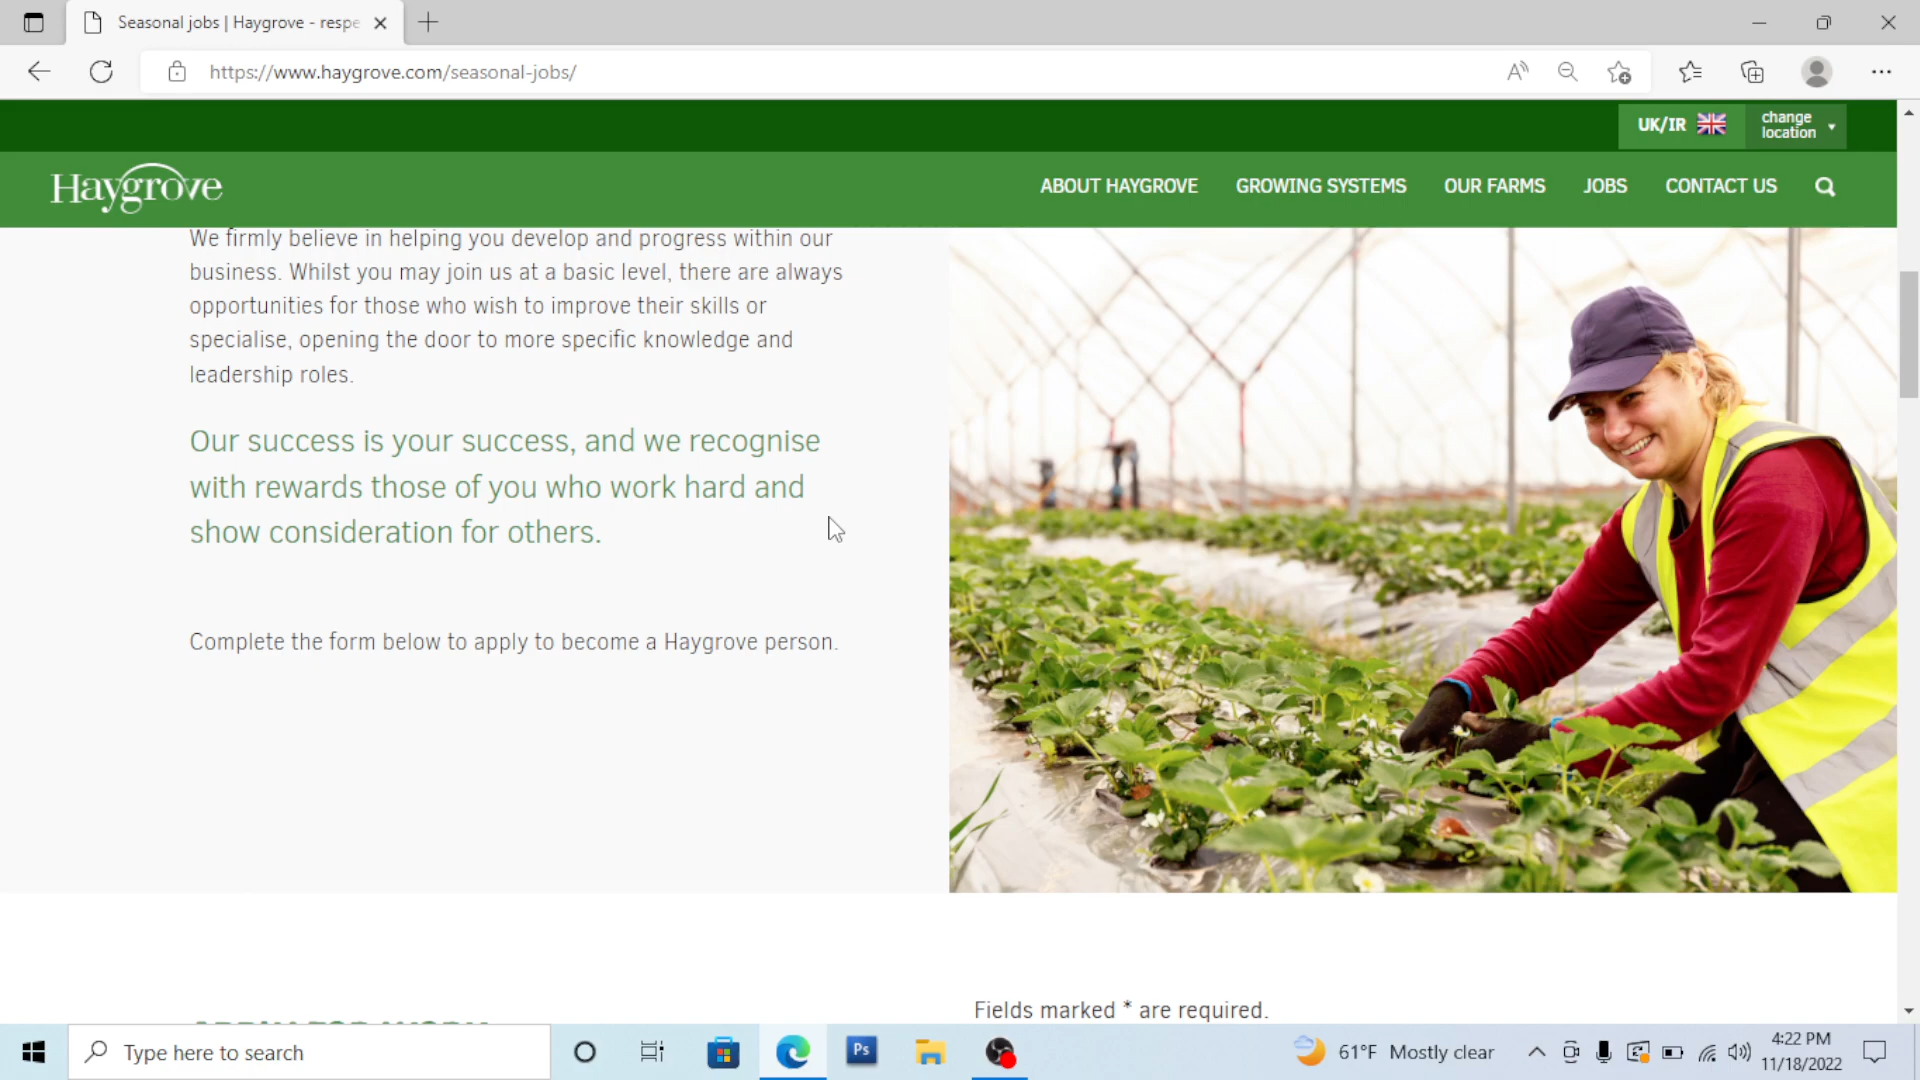 Seasonal jobs | Haygrove - respe
https://www.haygrove.com/seasonal-jobs/
UK/IR
change
location
Haygrove
ABOUT HAYGROVE GROWING SYSTEMS OUR FARMS JOBS CONTACT US
We firmly believe in helping you develop and progress within our
business. Whilst you may join us at a basic level, there are always
opportunities for those who wish to improve their skills or
specialise, opening the door to more specific knowledge and
leadership roles.
Our success is your success, and we recognise
with rewards those of you who work hard and
show consideration for others.
Complete the form below to apply to become a Haygrove person.
Fields marked * are required.
Type here to search
Ps
61°F Mostly clear
4:22 PM
11/18/2022